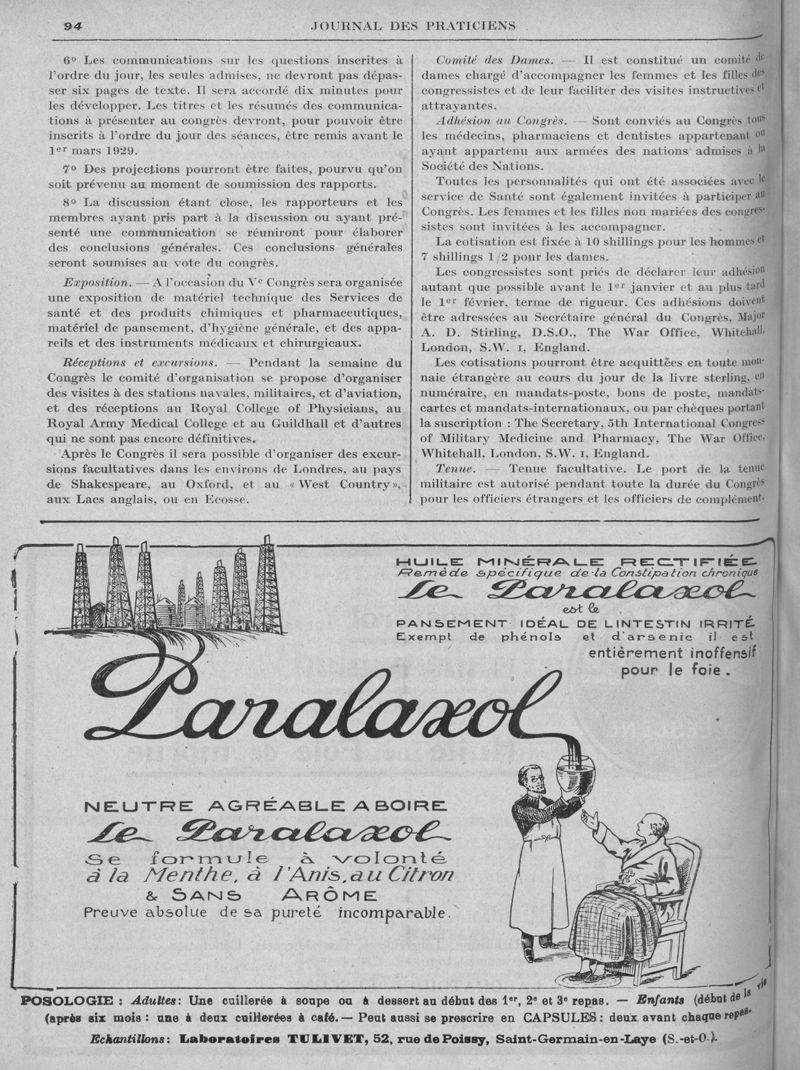 94
JOURNAL DES PRATICIENS
6° Les communications sur les questions inscrites à
l'ordre du jour, les seules admises, ne devront pas dépas-
ser six pages de texte. Il sera accordé dix minutes pour
les développer. Les titres et les résumés des communica-
tions à présenter au congrès devront, pour pouvoir être
inscrits à l'ordre du jour des séances, être remis avant le
1er mars 1929.
7° Des projections pourront être faites, pourvu qu'on
soit prévenu au moment de soumission des rapports.
8° La discussion étant close, les rapporteurs et les
membres ayant pris part à la discussion ou ayant pré-
senté une communication se réuniront pour élaborer
des conclusions générales. Ces conclusions générales
seront soumises au vote du congrès.
Exposition. — A l'occasion du Ve Congrès sera organisée
une exposition de matériel technique des Services de
santé et des produits chimiques et pharmaceutiques,
matériel de pansement, d'hygiène générale, et des appa-
reils et des instruments médicaux et chirurgicaux.
Réceptions et excursions. — Pendant la semaine du
Congrès le comité d'organisation se propose d'organiser
des visites à des stations navales, militaires, et d'aviation,
et des réceptions au Royal College of Physicians, au
Royal Army Medical College et au Guildhall et d'autres
qui ne sont pas encore définitives.
Après le Congrès il sera possible d'organiser des excur-
sions facultatives dans les environs de Londres, au pays
de Shakespeare, au Oxford, et au « West Country »,
aux Lacs anglais, ou en Ecosse.
Comité des Dames. — Il est constitué un comité de
dames chargé d'accompagner les femmes et les filles des
congressistes et de leur faciliter des visites instructives et
attrayantes.
Adhésion au Congrès. — Sont conviés au Congrès tous
les médecins, pharmaciens et dentistes appartenant ou
ayant appartenu aux armées des nations admises à la
Société des Nations.
Toutes les personnalités qui ont été associées avec le
service de Santé sont également invitées à participer au
Congrès. Les femmes et les filles non mariées des congres-
sistes sont invitées à les accompagner.
La cotisation est fixée à 10 shillings pour les hommes et
7 shillings 1/2 pour les dames.
Les congressistes sont priés de déclarer leur adhésion
autant que possible avant le 1er janvier et au plus tard
le 1er février, terme de rigueur. Ces adhésions doivent
être adressées au Secrétaire général du Congrès, Major
A. D. Stirling, D.S.O., The War Office, Whitehall,
London, S.W. 1, England.
Les cotisations pourront être acquittées en toute mon-
naie étrangère au cours du jour de la livre sterling, en
numéraire, en mandats-poste, bons de poste, mandats-
cartes et mandats-internationaux, ou par chèques portant
la suscription : The Secretary, 5th International Congress
of Military Medicine and Pharmacy, The War Office,
Whitehall, London, S.W. 1, England.
Tenue. — Tenue facultative. Le port de la tenue
militaire est autorisé pendant toute la durée du Congrès
pour les officiers étrangers et les officiers de complément.
HUILE MINÉRALE RECTIFIÉE
Remède spécifique de la Constipation chronique
Le Paralaxol
est le
PANSEMENT IDÉAL DE L'INTESTIN IRRITÉ
Exempt de phénols et d'arsenic il est
entièrement inoffensif
pour le foie.
Paralaxol
NEUTRE AGRÉABLE A BOIRE
Le Paralaxol
Se formule à volonté
à la Menthe, à l'Anis, au Citron
& SANS ARÔME
Preuve absolue de sa pureté incomparable.
POSOLOGIE : Adultes: Une cuillerée à soupe ou à dessert au début des 1er, 2e et 3e repas. — Enfants (début de la vie
(après six mois : une à deux cuillerées à café. — Peut aussi se prescrire en CAPSULES : deux avant chaque repas.
Echantillons: Laboratoires TULIVET, 52, rue de Poissy, Saint-Germain-en-Laye (S.-et-O.).